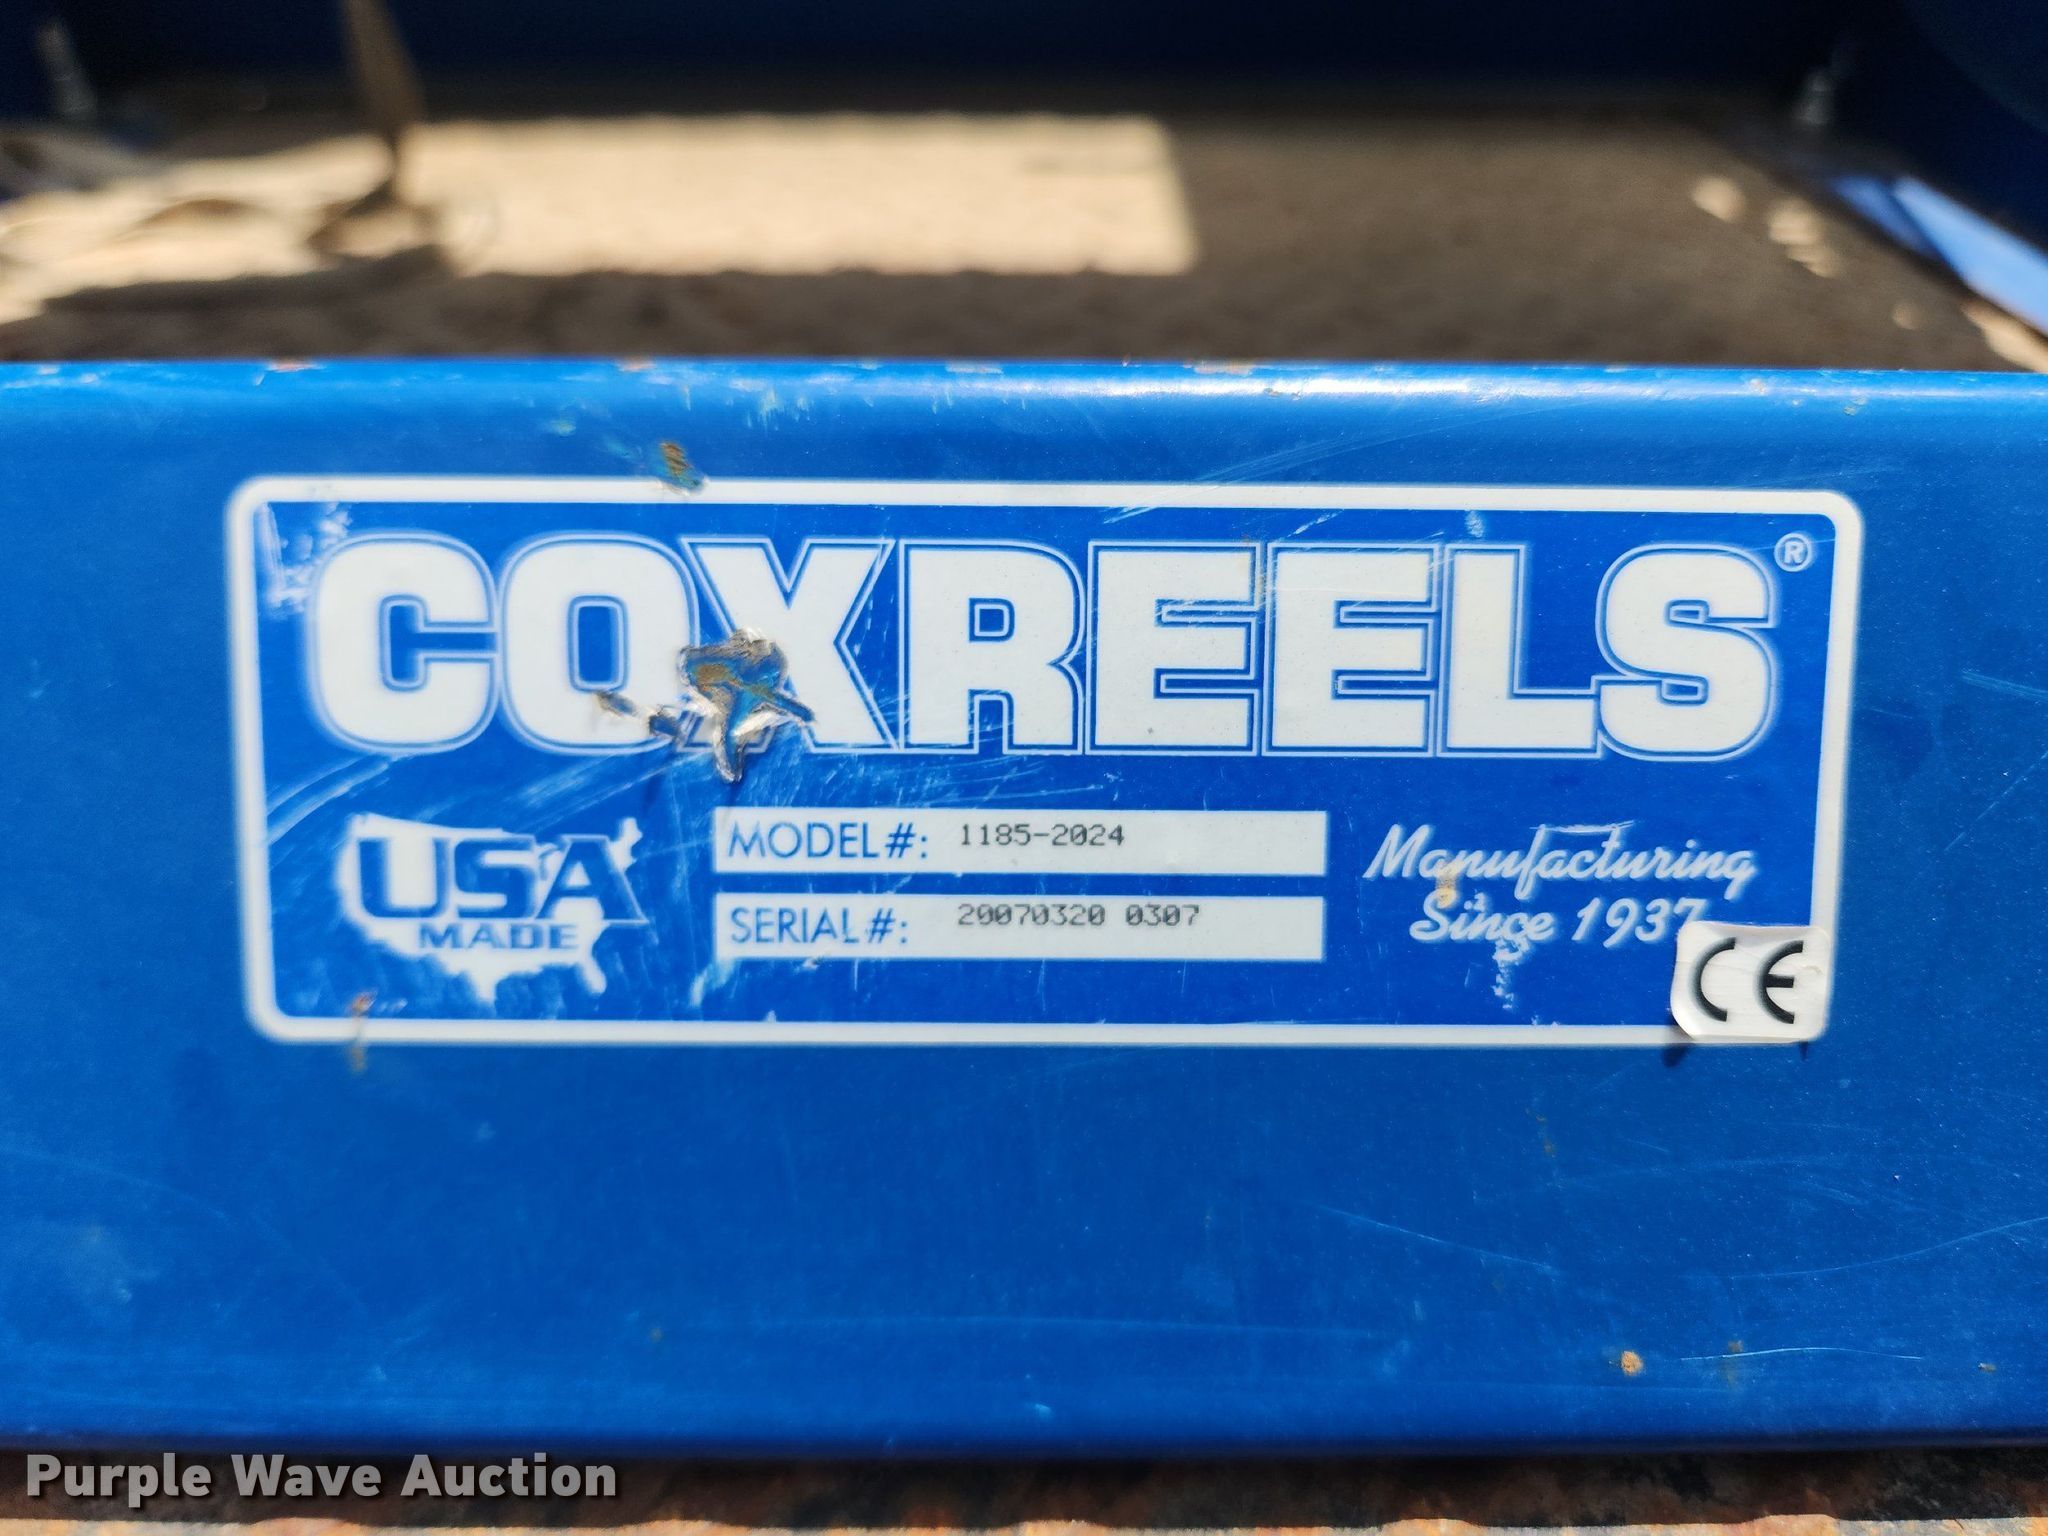 COXREELS®
USA
MADE
MODEL#: 1185-2024
SERIAL#: 20070320 0307
Manufacturing
Since 1937
CE
Purple Wave Auction